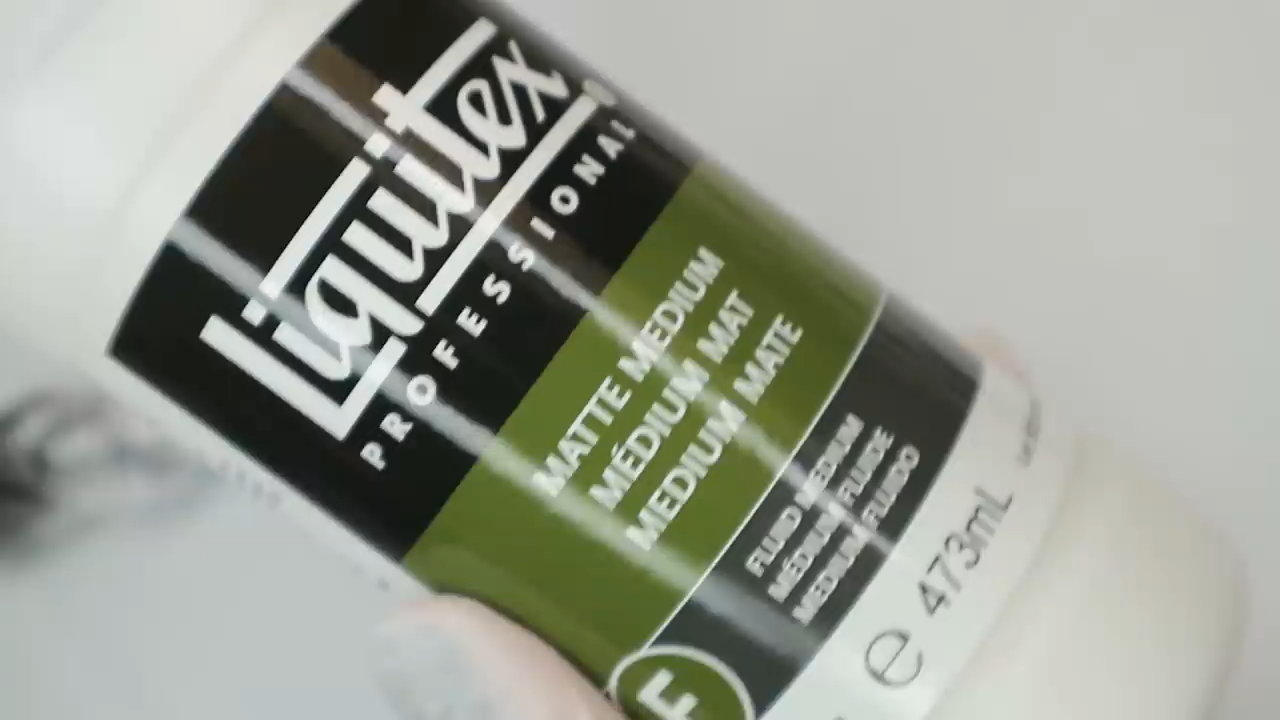 Liquitex
PROFESSIONAL
MATTE MEDIUM
MÉDIUM MAT
MEDIUM MATE
FLUID MEDIUM
MÉDIUM FLUIDE
MEDIUM FLUIDO
e 473mL
F